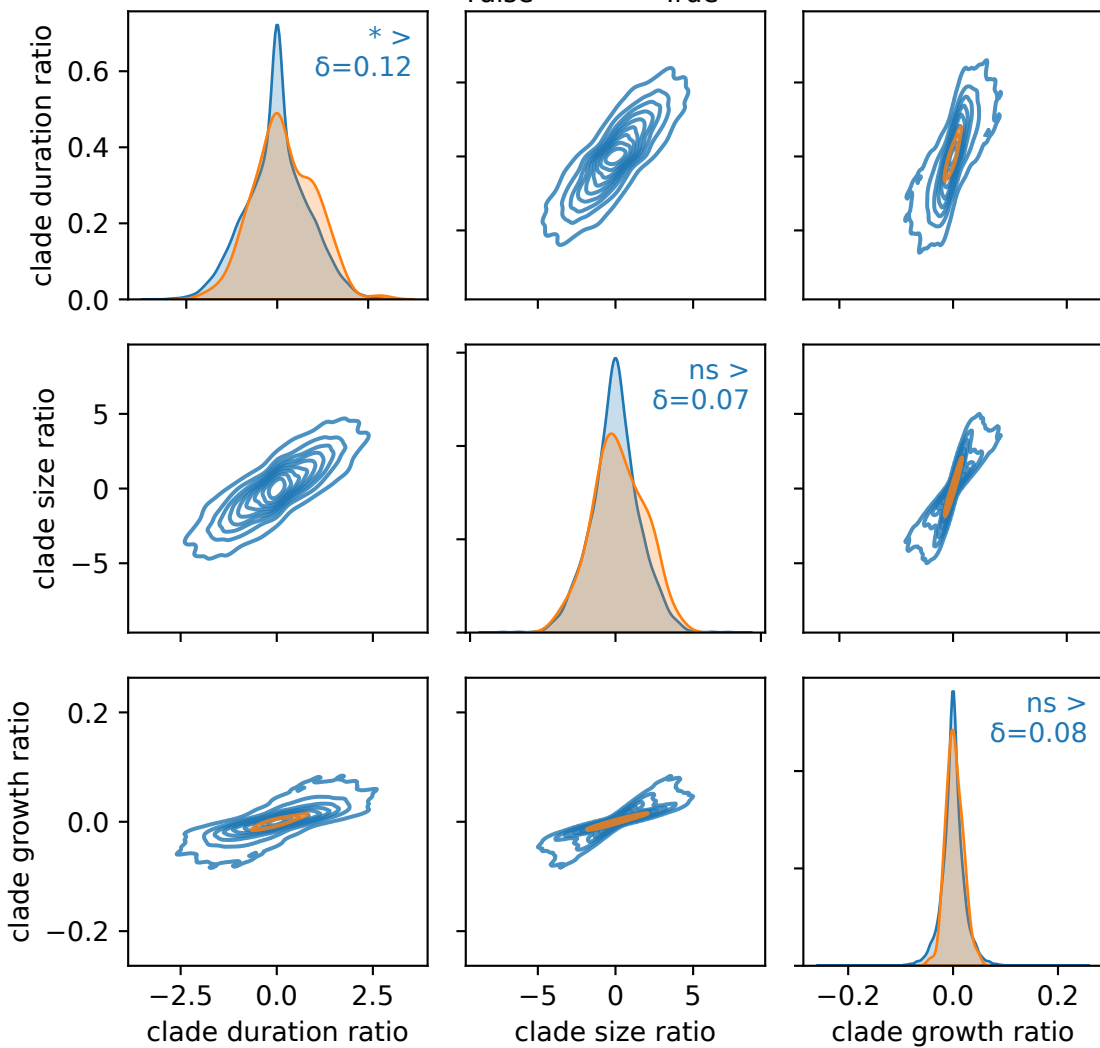 * >
δ=0.12
clade duration ratio
0.6
0.4
0.2
0.0
ns >
δ=0.07
clade size ratio
5
0
−5
ns >
δ=0.08
clade growth ratio
0.2
0.0
−0.2
−2.5 0.0 2.5 −5 0 5 −0.2 0.0 0.2
clade duration ratio clade size ratio clade growth ratio